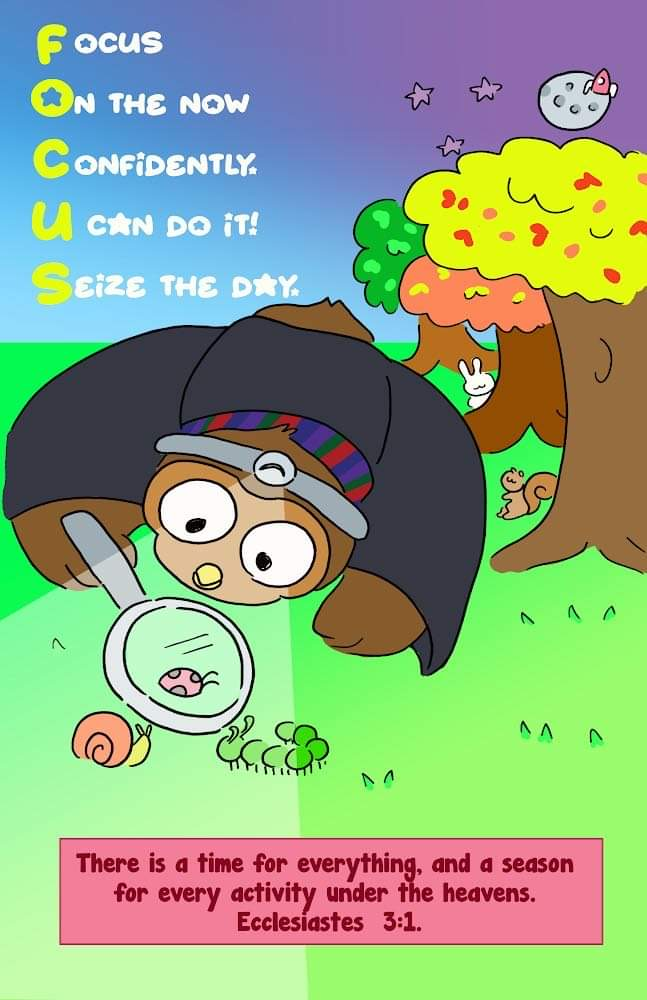 FOCUS
ON THE NOW
CONFiDENTLY.
U CAN DO iT!
SEiZE THE DAY.
There is a time for everything, and a season
for every activity under the heavens.
Ecclesiastes 3:1.